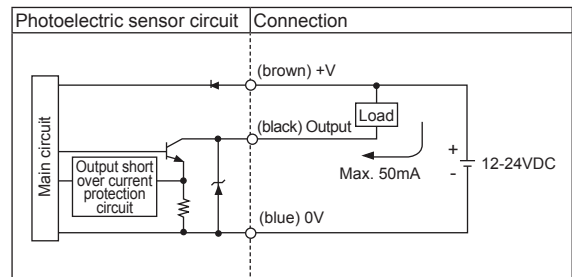 Photoelectric sensor circuit
Connection
(brown) +V
Load
(black) Output
Max. 50mA
+
-
12-24VDC
Main circuit
Output short
over current
protection
circuit
(blue) 0V